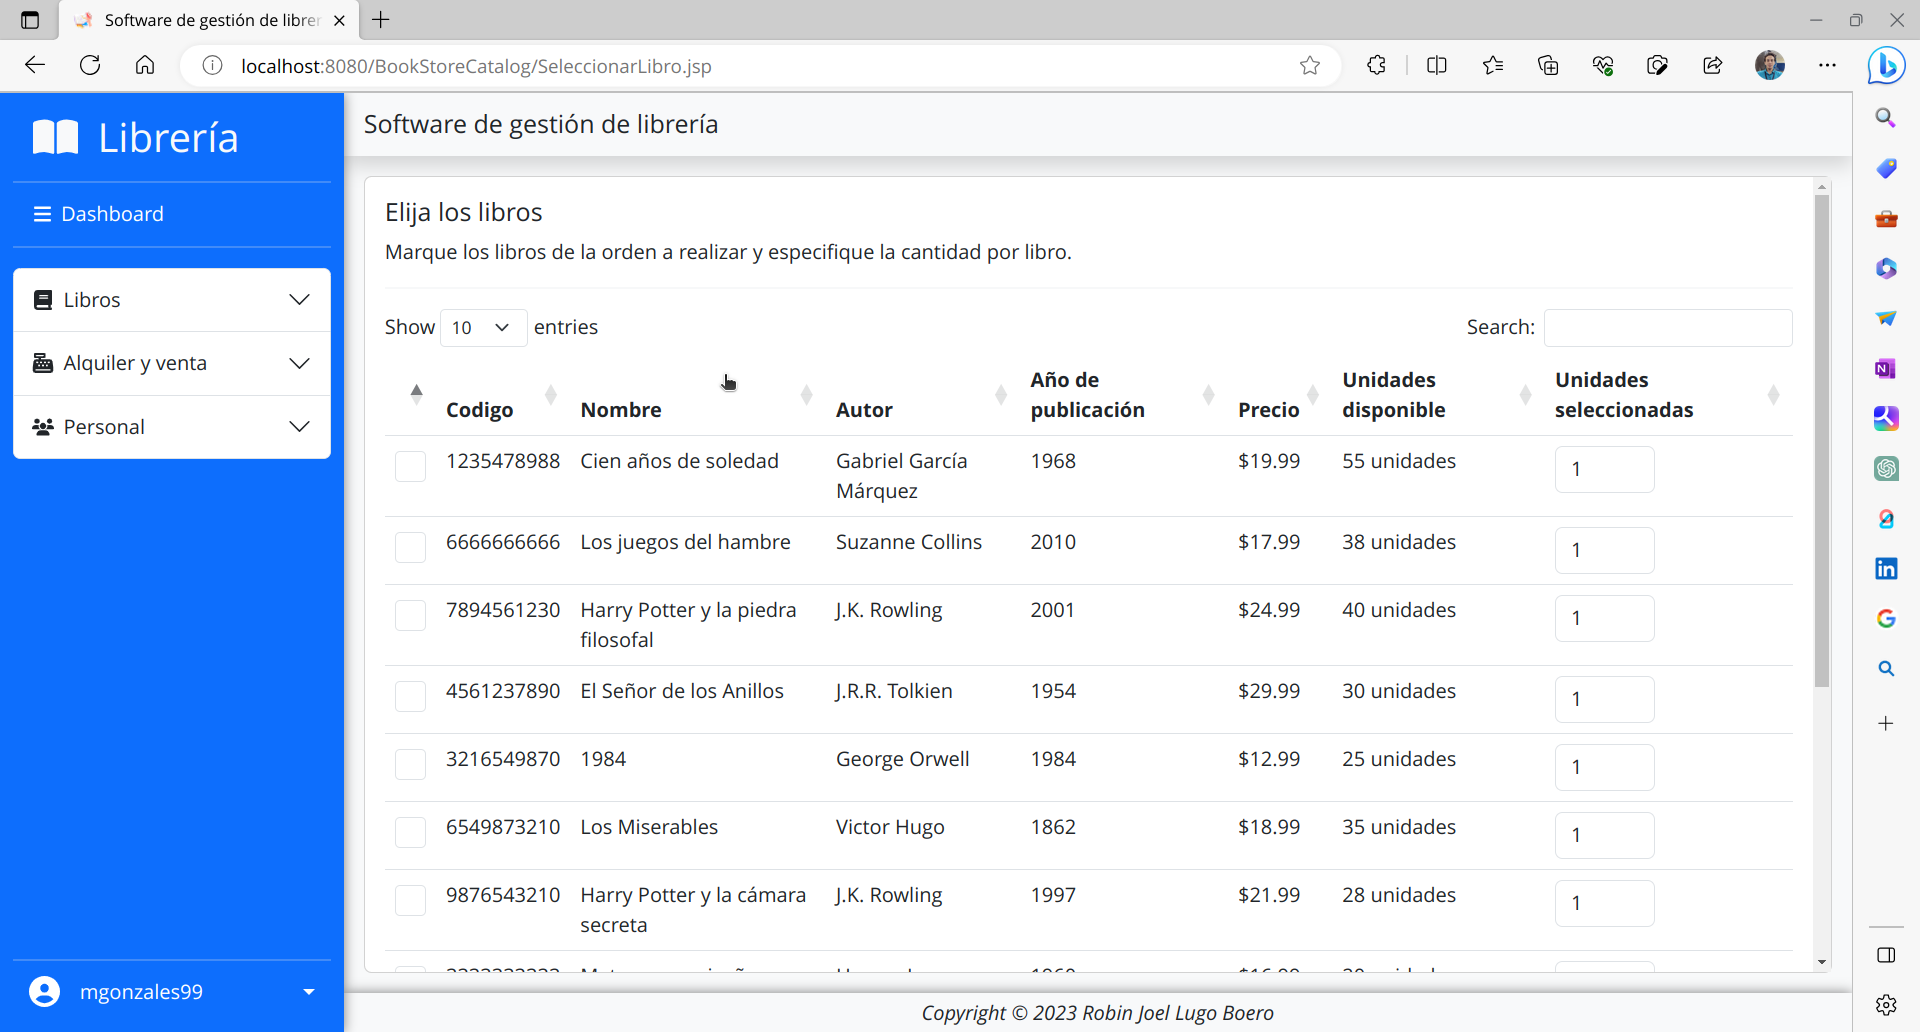 Software de gestión de librer
localhost:8080/BookStoreCatalog/SeleccionarLibro.jsp
Librería
Dashboard
Libros
Alquiler y venta
Personal
mgonzales99
Software de gestión de librería
Elija los libros
Marque los libros de la orden a realizar y especifique la cantidad por libro.
Show 10 entries
Search:
Codigo Nombre Autor Año de publicación Precio Unidades disponible Unidades seleccionadas
1235478988 Cien años de soledad Gabriel García Márquez 1968 $19.99 55 unidades 1
6666666666 Los juegos del hambre Suzanne Collins 2010 $17.99 38 unidades 1
7894561230 Harry Potter y la piedra filosofal J.K. Rowling 2001 $24.99 40 unidades 1
4561237890 El Señor de los Anillos J.R.R. Tolkien 1954 $29.99 30 unidades 1
3216549870 1984 George Orwell 1984 $12.99 25 unidades 1
6549873210 Los Miserables Victor Hugo 1862 $18.99 35 unidades 1
9876543210 Harry Potter y la cámara secreta J.K. Rowling 1997 $21.99 28 unidades 1
Copyright © 2023 Robin Joel Lugo Boero